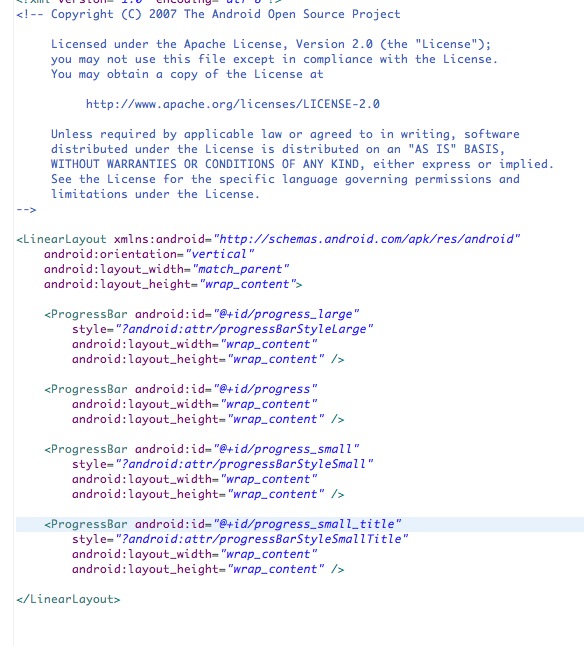 <?xml version="1.0" encoding="utf-8"?>
<!-- Copyright (C) 2007 The Android Open Source Project
     Licensed under the Apache License, Version 2.0 (the "License");
     you may not use this file except in compliance with the License.
     You may obtain a copy of the License at
          http://www.apache.org/licenses/LICENSE-2.0
     Unless required by applicable law or agreed to in writing, software
     distributed under the License is distributed on an "AS IS" BASIS,
     WITHOUT WARRANTIES OR CONDITIONS OF ANY KIND, either express or implied.
     See the License for the specific language governing permissions and
     limitations under the License.
-->
<LinearLayout xmlns:android="http://schemas.android.com/apk/res/android"
    android:orientation="vertical"
    android:layout_width="match_parent"
    android:layout_height="wrap_content">
    <ProgressBar android:id="@+id/progress_large"
        style="?android:attr/progressBarStyleLarge"
        android:layout_width="wrap_content"
        android:layout_height="wrap_content" />
    <ProgressBar android:id="@+id/progress"
        android:layout_width="wrap_content"
        android:layout_height="wrap_content" />
    <ProgressBar android:id="@+id/progress_small"
        style="?android:attr/progressBarStyleSmall"
        android:layout_width="wrap_content"
        android:layout_height="wrap_content" />
    <ProgressBar android:id="@+id/progress_small_title"
        style="?android:attr/progressBarStyleSmallTitle"
        android:layout_width="wrap_content"
        android:layout_height="wrap_content" />
</LinearLayout>